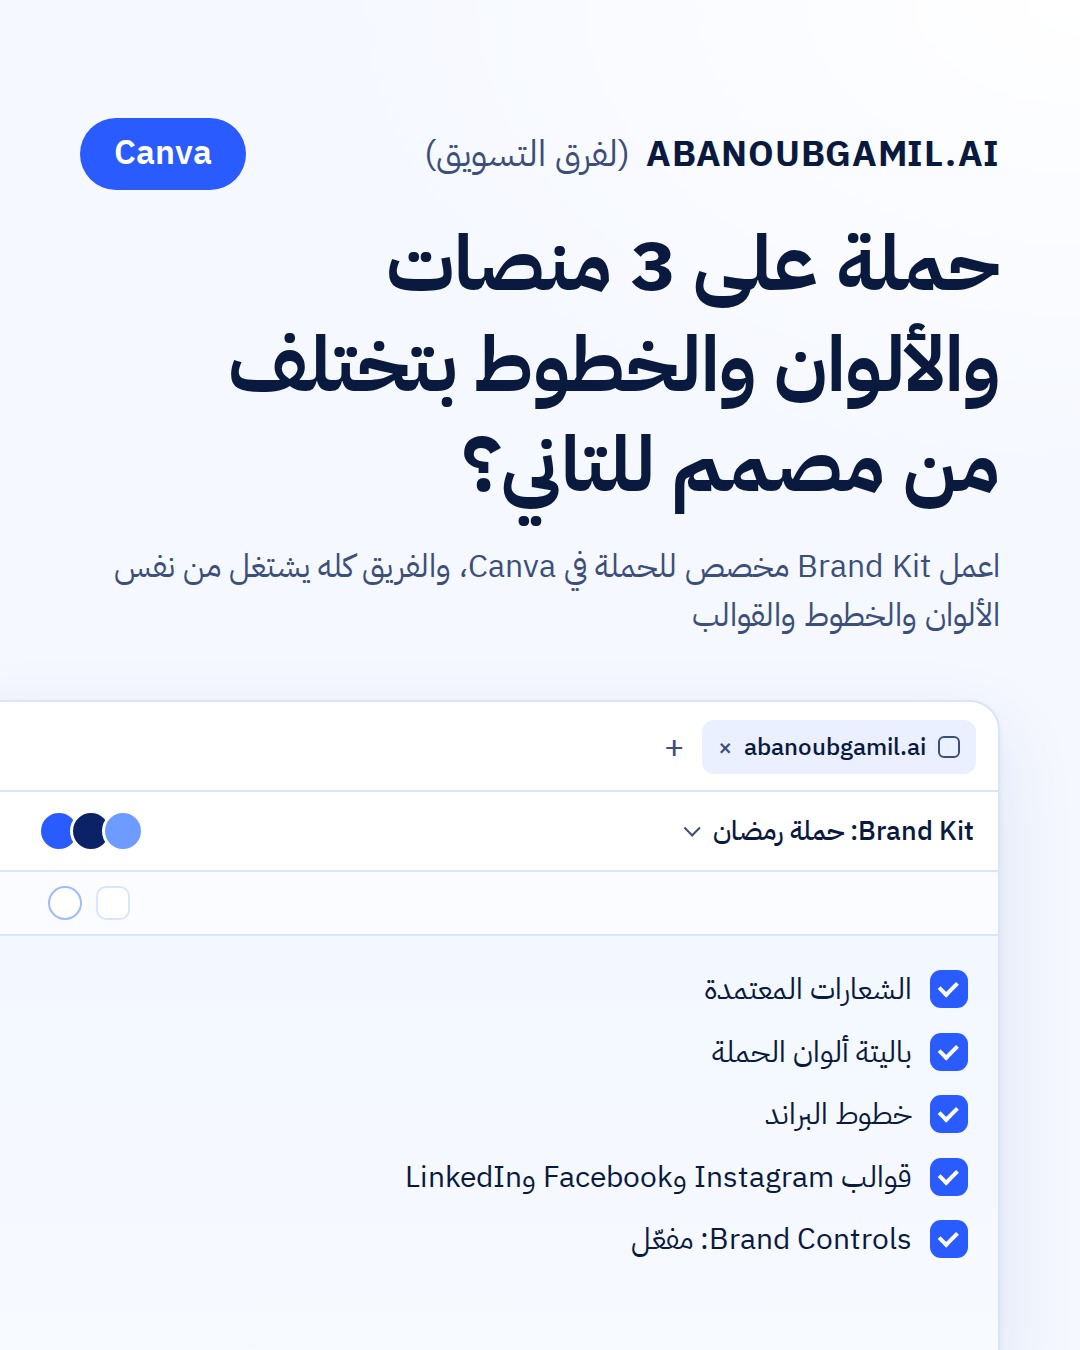 ABANOUBGAMIL.AI (لفرق التسويق)
Canva
حملة على 3 منصات
والألوان والخطوط بتختلف
من مصمم للتاني؟
اعمل Brand Kit مخصص للحملة في Canva، والفريق كله يشتغل من نفس
الألوان والخطوط والقوالب
abanoubgamil.ai × +
Brand Kit: حملة رمضان
الشعارات المعتمدة
باليتة ألوان الحملة
خطوط البراند
قوالب Instagram وFacebook وLinkedIn
Brand Controls: مفعّل